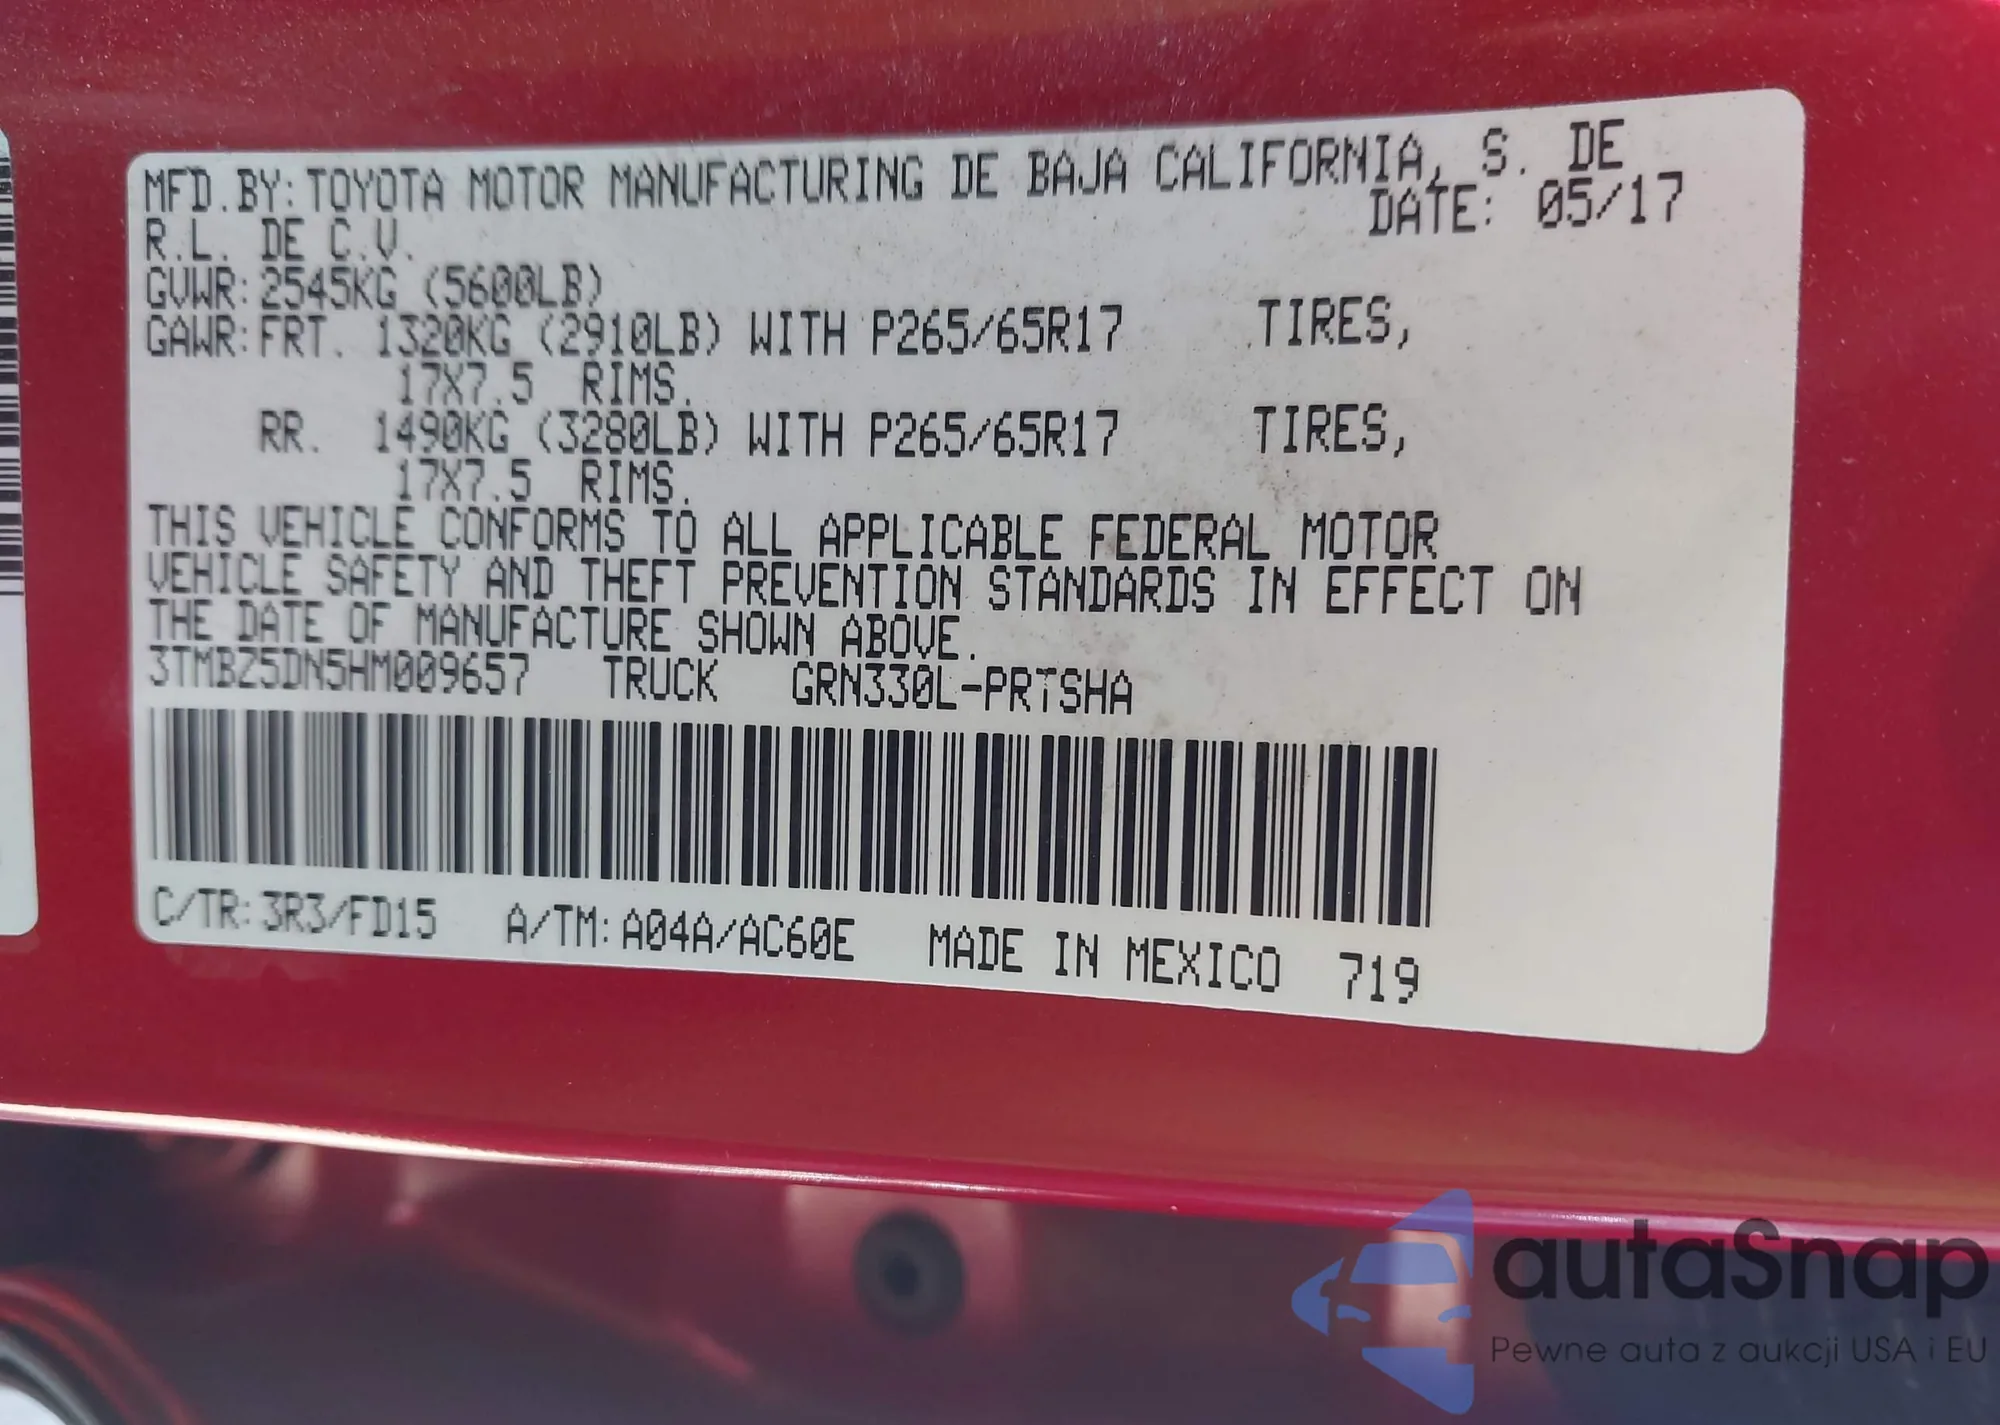 MFD.BY:TOYOTA MOTOR MANUFACTURING DE BAJA CALIFORNIA, S. DE
R.L. DE C.V. DATE: 05/17
GVWR:2545KG (5600LB)
GAWR:FRT. 1320KG (2910LB) WITH P265/65R17 TIRES,
17X7.5 RIMS.
RR. 1490KG (3280LB) WITH P265/65R17 TIRES,
17X7.5 RIMS.
THIS VEHICLE CONFORMS TO ALL APPLICABLE FEDERAL MOTOR
VEHICLE SAFETY AND THEFT PREVENTION STANDARDS IN EFFECT ON
THE DATE OF MANUFACTURE SHOWN ABOVE.
3TMBZ5DN5HM009657 TRUCK GRN330L-PRTSHA
C/TR:3R3/FD15 A/TM:A04A/AC60E MADE IN MEXICO 719
autaSnap
Pewne auta z aukcji USA i EU